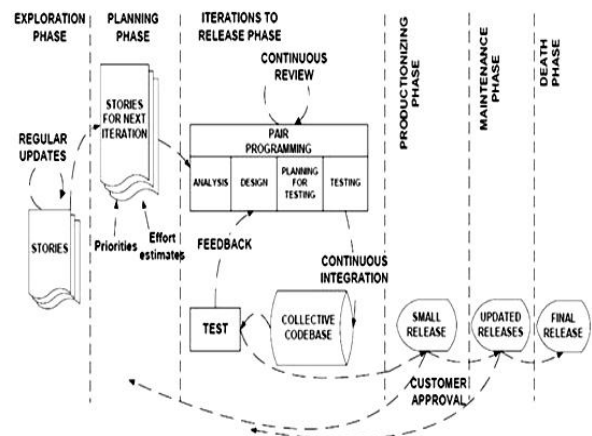 EXPLORATION
PHASE
PLANNING
PHASE
ITERATIONS TO
RELEASE PHASE
PRODUCTIONIZING
PHASE
MAINTENANCE
PHASE
DEATH
PHASE
CONTINUOUS
REVIEW
STORIES
FOR NEXT
ITERATION
REGULAR
UPDATES
PAIR
PROGRAMMING
ANALYSIS
DESIGN
PLANNING
FOR
TESTING
TESTING
STORIES
Priorities
Effort
estimates
FEEDBACK
CONTINUOUS
INTEGRATION
TEST
COLLECTIVE
CODEBASE
SMALL
RELEASE
UPDATED
RELEASES
FINAL
RELEASE
CUSTOMER
APPROVAL